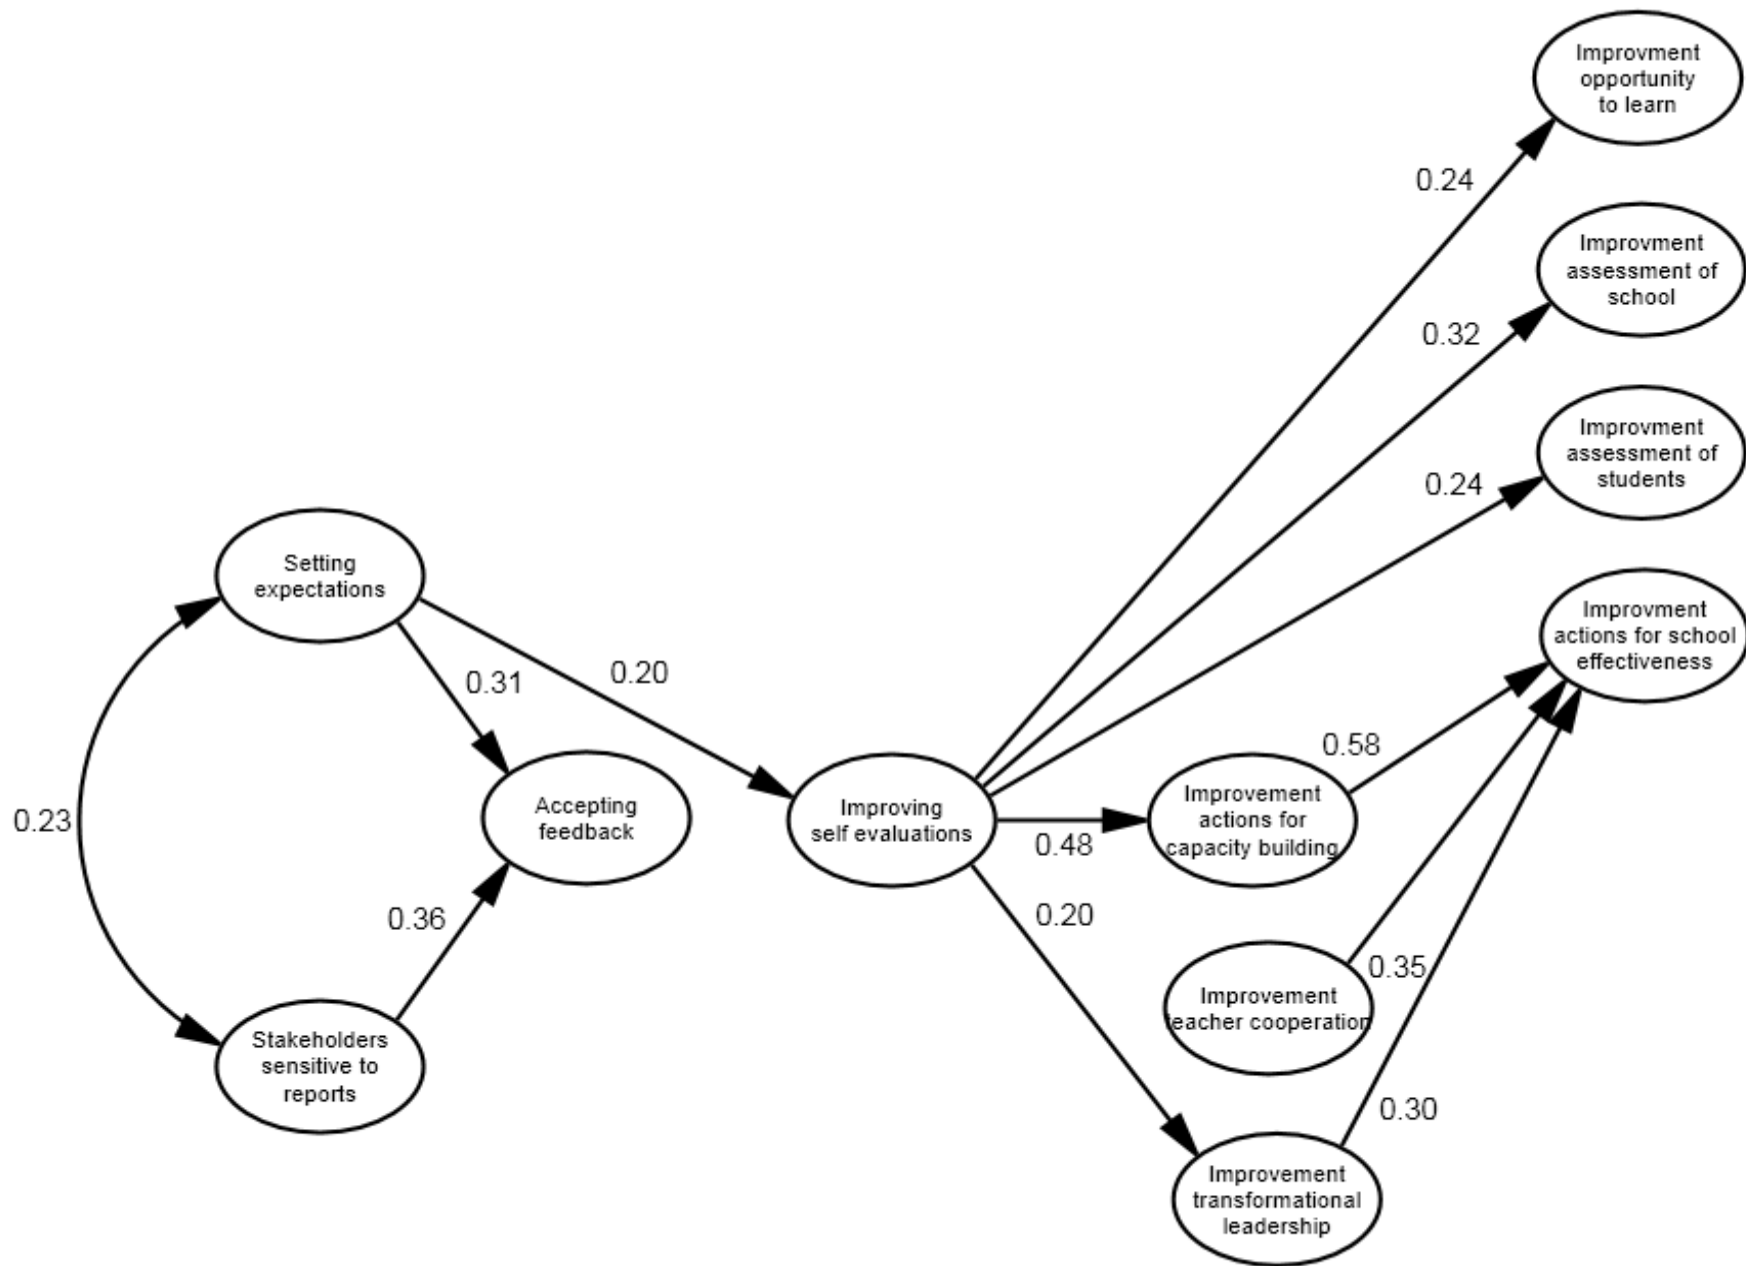 Improvment
opportunity
to learn
0.24
Improvment
assessment of
school
0.32
Improvment
assessment of
students
0.24
Setting
expectations
Improvment
actions for school
effectiveness
0.31
0.20
0.58
0.23
Accepting
feedback
Improving
self evaluations
0.48
Improvement
actions for
capacity building
0.36
0.20
0.35
Improvement
teacher cooperation
Stakeholders
sensitive to
reports
0.30
Improvement
transformational
leadership